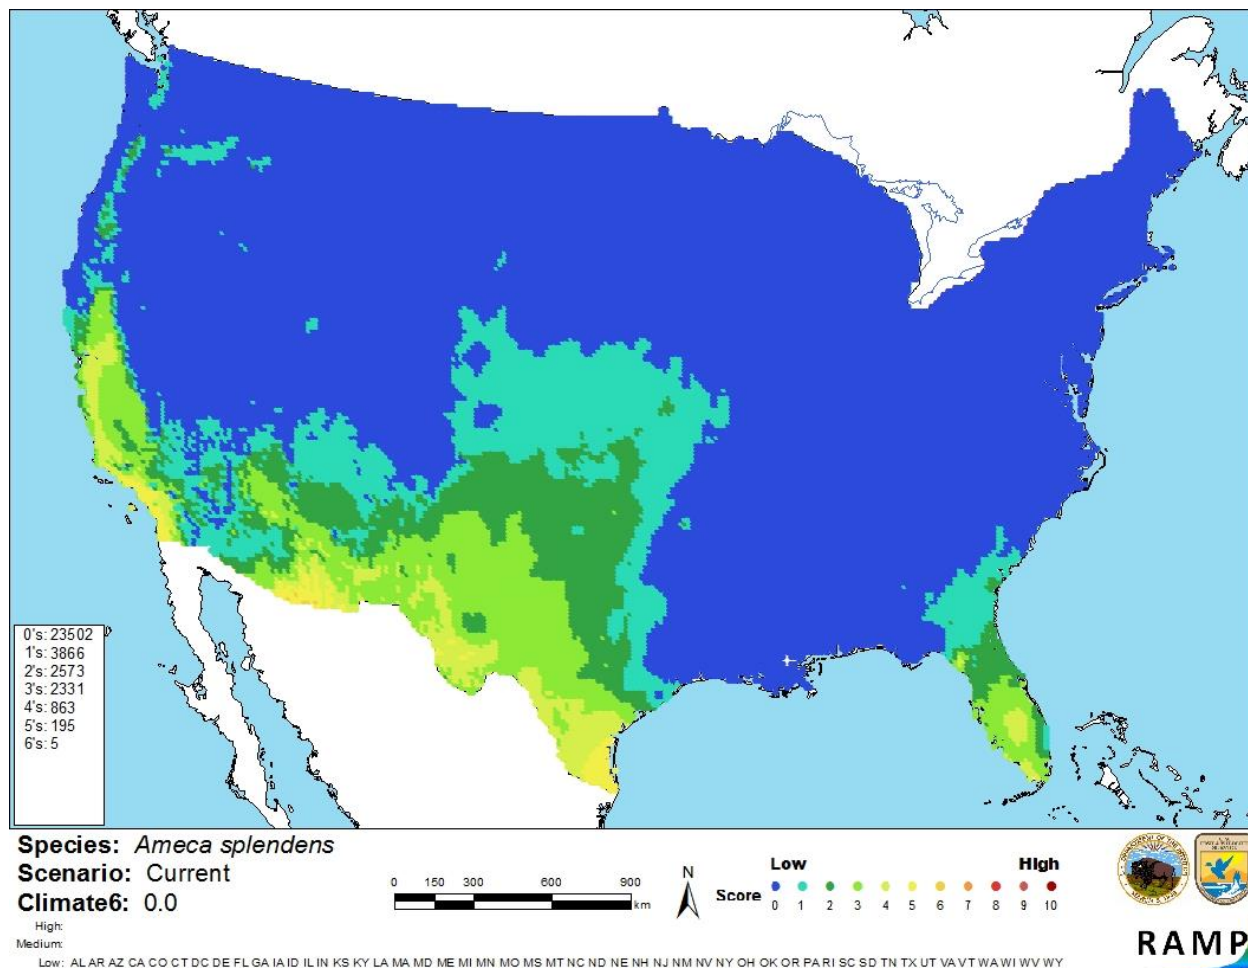 0's: 23502
1's: 3866
2's: 2573
3's: 2331
4's: 863
5's: 195
6's: 5
Species: Ameca splendens
Scenario: Current
Climate6: 0.0
High:
Medium:
Low: AL AR AZ CA CO CT DC DE FL GA IA ID IL IN KS KY LA MA MD ME MI MN MO MS MT NC ND NE NH NJ NM NV NY OH OK OR PA RI SC SD TN TX UT VA VT WA WI WV WY
0 150 300 600 900
km
N
Low High
Score 0 1 2 3 4 5 6 7 8 9 10
RAMP